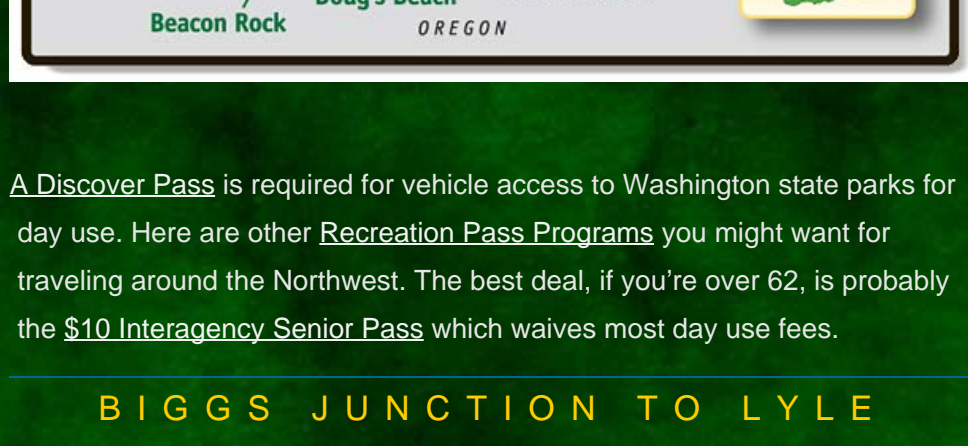 Doug's Beach
Beacon Rock
OREGON
A Discover Pass is required for vehicle access to Washington state parks for
day use. Here are other Recreation Pass Programs you might want for
traveling around the Northwest. The best deal, if you’re over 62, is probably
the $10 Interagency Senior Pass which waives most day use fees.
BIGGS JUNCTION TO LYLE